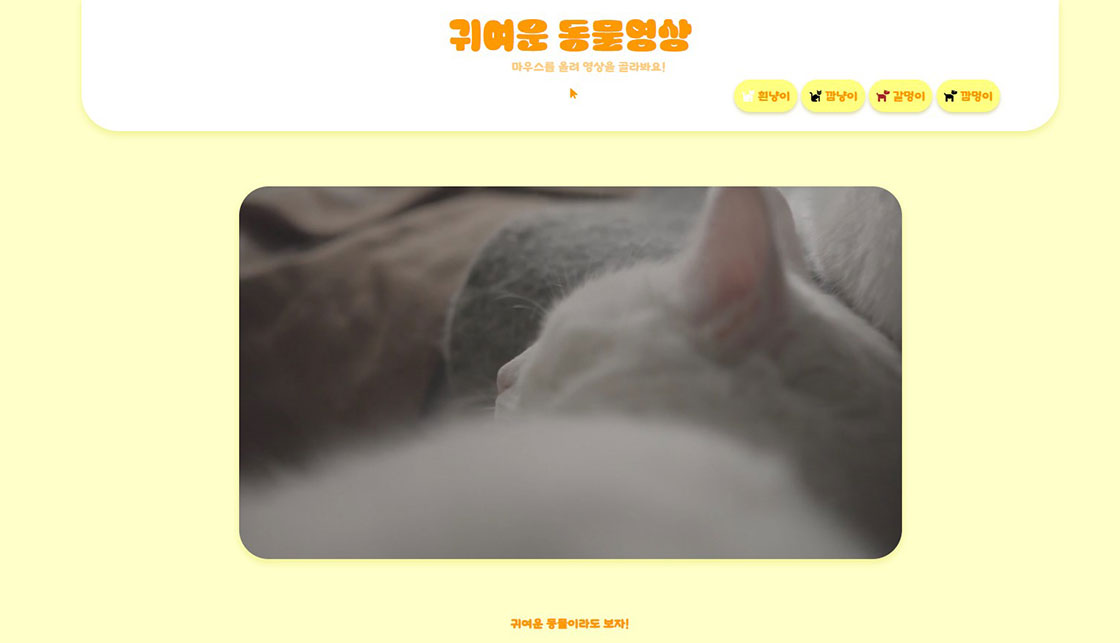 귀여운 동물영상
마우스를 올려 영상을 골라봐요!
흰냥이 깜냥이 갈멍이 깜멍이
귀여운 동물이라도 보자!